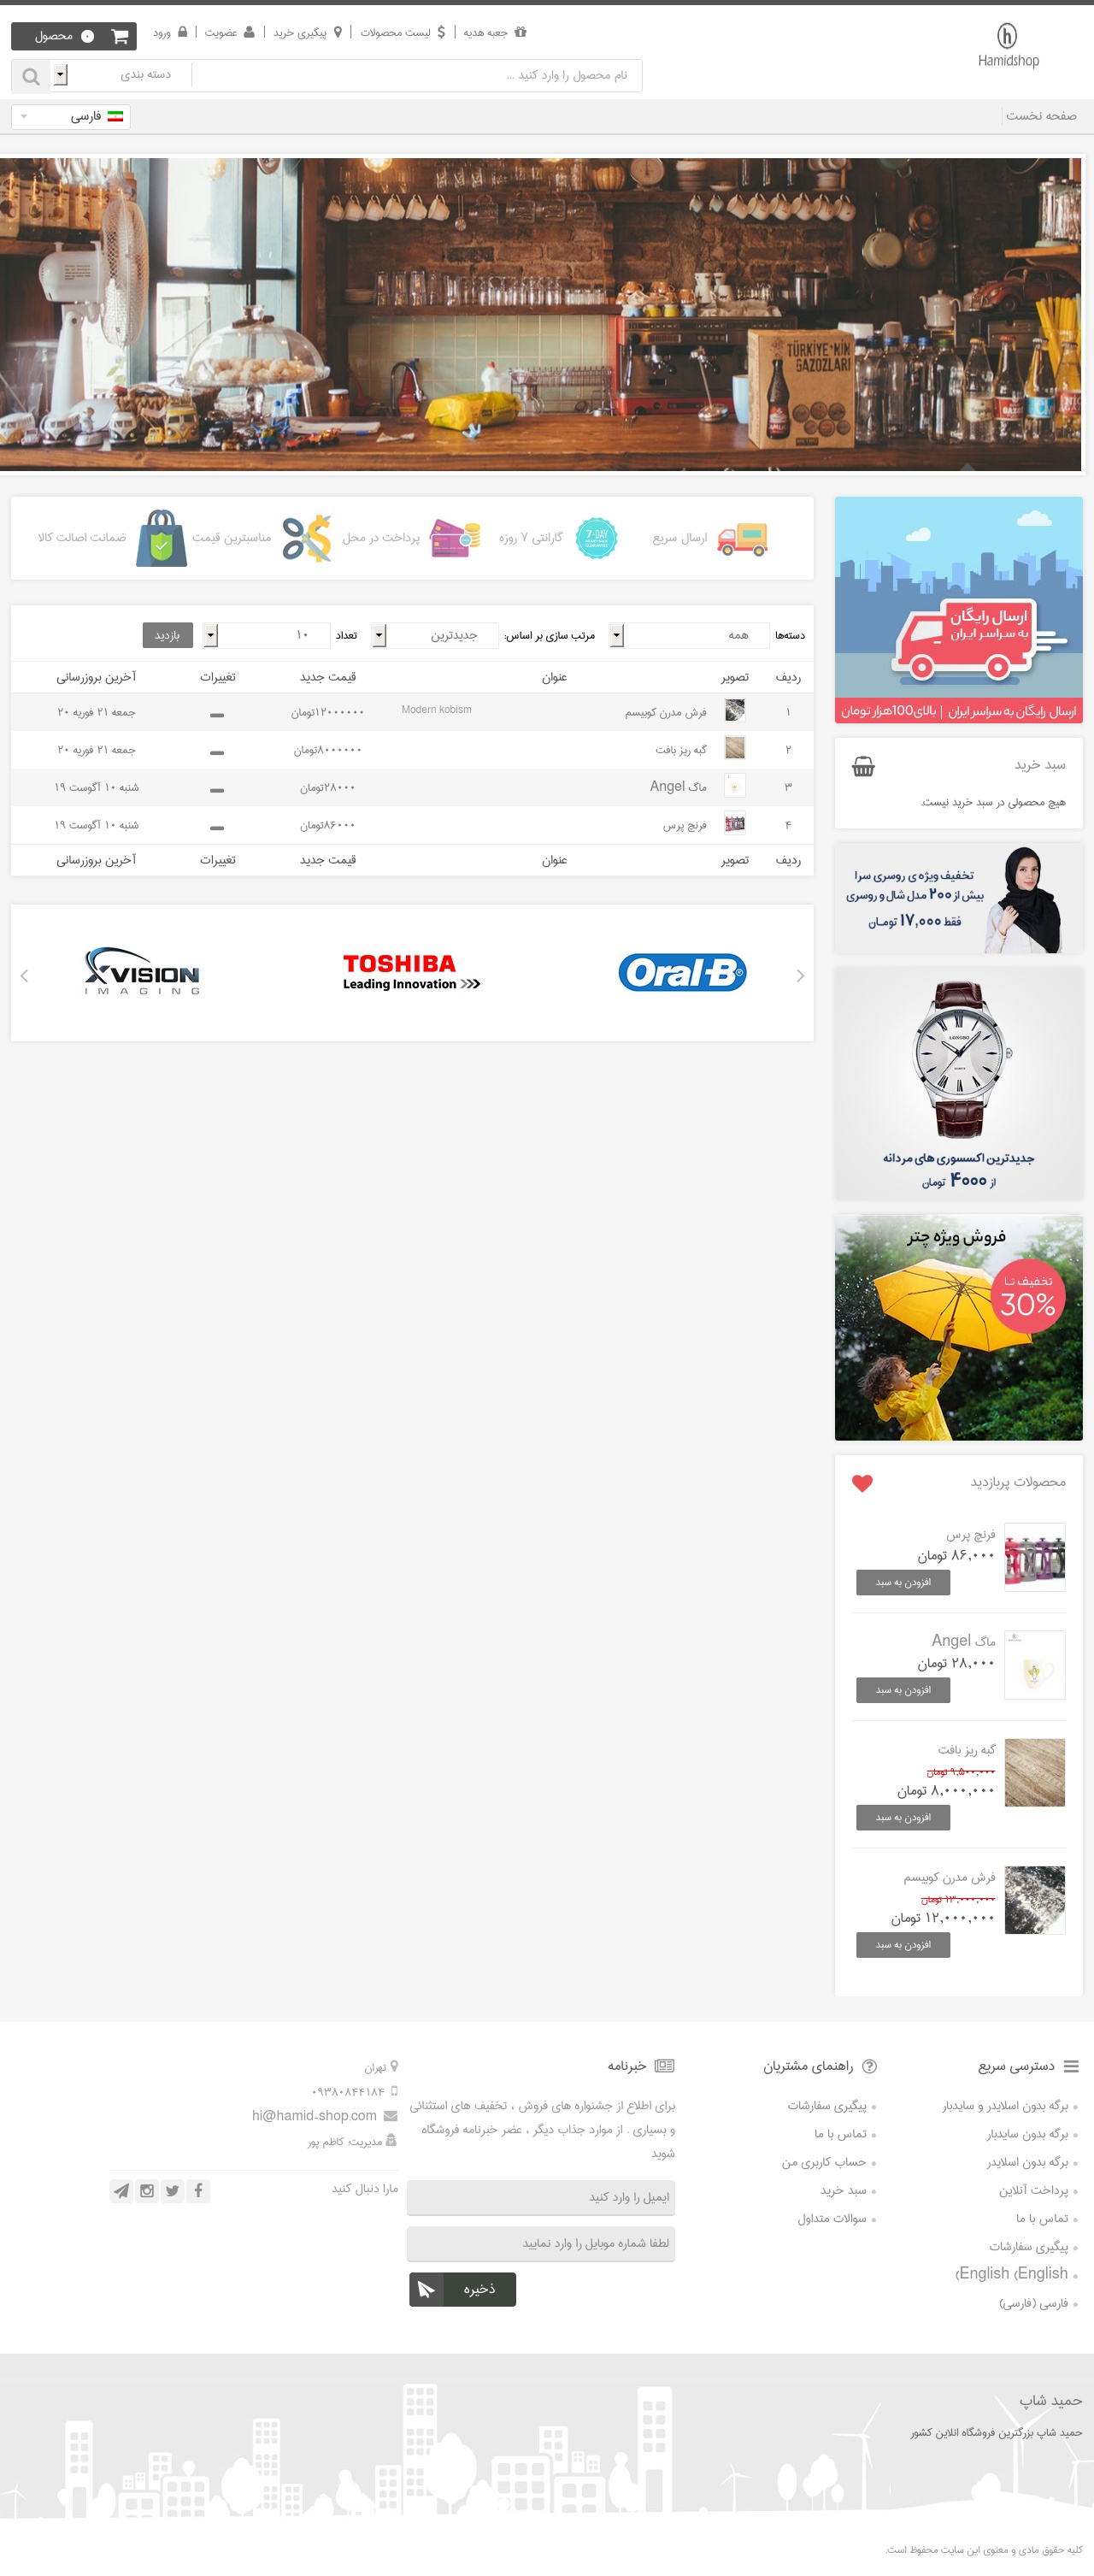 Hamidshop
جعبه هدیه | لیست محصولات | پیگیری خرید | عضویت | ورود
۰ محصول
نام محصول را وارد کنید ...
دسته بندی
صفحه نخست
فارسی
TÜRKİYE'NİN
GAZOZLARI
ارسال رایگان
به سراسر ایران
ارسال رایگان به سراسر ایران | بالای100هزار تومان
ارسال سریع
7-DAY
گارانتی ۷ روزه
پرداخت در محل
مناسبترین قیمت
ضمانت اصالت کالا
دسته‌ها همه مرتب سازی بر اساس: جدیدترین تعداد ۱۰ بازدید
ردیف تصویر عنوان قیمت جدید تغییرات آخرین بروزرسانی
۱ فرش مدرن کوبیسم Modern kobism ۱۲۰۰۰۰۰۰تومان جمعه ۲۱ فوریه ۲۰
۲ گبه ریز بافت ۸۰۰۰۰۰۰تومان جمعه ۲۱ فوریه ۲۰
۳ ماگ Angel ۲۸۰۰۰تومان شنبه ۱۰ آگوست ۱۹
۴ فرنچ پرس ۸۶۰۰۰تومان شنبه ۱۰ آگوست ۱۹
ردیف تصویر عنوان قیمت جدید تغییرات آخرین بروزرسانی
سبد خرید
هیچ محصولی در سبد خرید نیست.
تخفیف ویژه ی روسری سرا
بیش از ۲۰۰ مدل شال و روسری
فقط ۱۷,۰۰۰ تومان
Oral-B
TOSHIBA
Leading Innovation
XVISION
IMAGING
LONGBO
جدیدترین اکسسوری های مردانه
از ۴۰۰۰ تومان
فروش ویژه چتر
تخفیف تا
30%
محصولات پربازدید
فرنچ پرس
۸۶,۰۰۰ تومان
افزودن به سبد
ماگ Angel
۲۸,۰۰۰ تومان
افزودن به سبد
گبه ریز بافت
۹,۵۰۰,۰۰۰ تومان
۸,۰۰۰,۰۰۰ تومان
افزودن به سبد
فرش مدرن کوبیسم
۱۳,۰۰۰,۰۰۰ تومان
۱۲,۰۰۰,۰۰۰ تومان
افزودن به سبد
دسترسی سریع
برگه بدون اسلایدر و سایدبار
برگه بدون سایدبار
برگه بدون اسلایدر
پرداخت آنلاین
تماس با ما
پیگیری سفارشات
English (English)
فارسی (فارسی)
راهنمای مشتریان
پیگیری سفارشات
تماس با ما
حساب کاربری من
سبد خرید
سوالات متداول
خبرنامه
برای اطلاع از جشنواره های فروش ، تخفیف های استثنائی
و بسیاری . از موارد جذاب دیگر ، عضر خبرنامه فروشگاه
شوید
ایمیل را وارد کنید
لطفا شماره موبایل را وارد نمایید
ذخیره
تهران
۰۹۳۸۰۸۴۴۱۸۴
hi@hamid-shop.com
مدیریت: کاظم پور
مارا دنبال کنید
حمید شاپ
حمید شاپ بزرگترین فروشگاه انلاین کشور
کلیه حقوق مادی و معنوی این سایت محفوظ است.